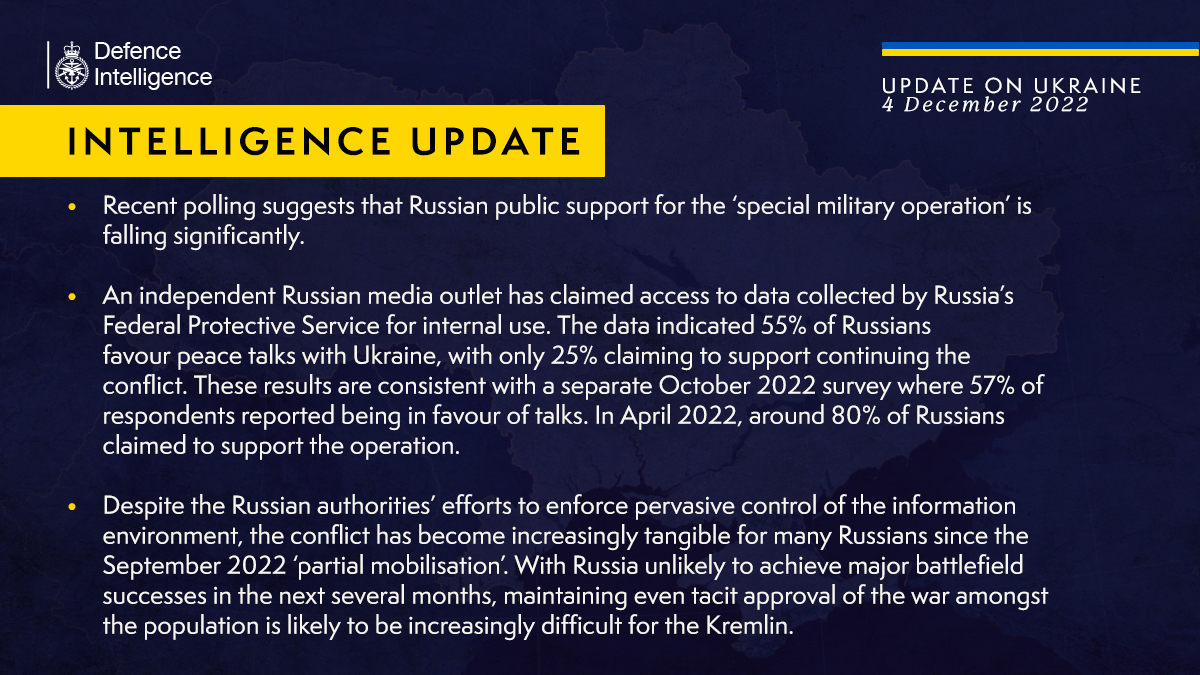 Defence
Intelligence
UPDATE ON UKRAINE
4 December 2022
INTELLIGENCE UPDATE
• Recent polling suggests that Russian public support for the ‘special military operation’ is
falling significantly.
• An independent Russian media outlet has claimed access to data collected by Russia’s
Federal Protective Service for internal use. The data indicated 55% of Russians
favour peace talks with Ukraine, with only 25% claiming to support continuing the
conflict. These results are consistent with a separate October 2022 survey where 57% of
respondents reported being in favour of talks. In April 2022, around 80% of Russians
claimed to support the operation.
• Despite the Russian authorities’ efforts to enforce pervasive control of the information
environment, the conflict has become increasingly tangible for many Russians since the
September 2022 ‘partial mobilisation’. With Russia unlikely to achieve major battlefield
successes in the next several months, maintaining even tacit approval of the war amongst
the population is likely to be increasingly difficult for the Kremlin.